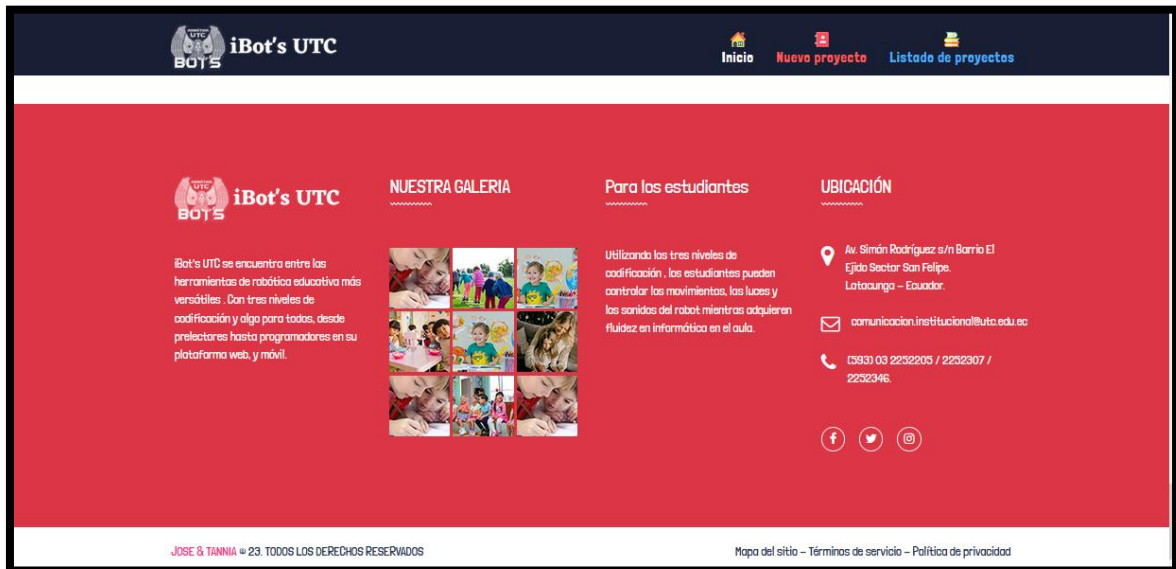 ROBOTICA
UTC
BOTS
iBot's UTC
Inicio
Nuevo proyecto
Listado de proyectos
UTC
BOTS
iBot's UTC
iBot's UTC se encuentra entre las
herramientas de robótica educativa más
versátiles . Con tres niveles de
codificación y algo para todos, desde
prelectores hasta programadores en su
plataforma web, y móvil.
NUESTRA GALERIA
Para los estudiantes
Utilizando los tres niveles de
codificación , los estudiantes pueden
controlar los movimientos, las luces y
los sonidos del robot mientras adquieren
fluidez en informática en el aula.
UBICACIÓN
Av. Simón Rodríguez s/n Barrio El
Ejido Sector San Felipe.
Latacunga – Ecuador.
comunicacion.institucional@utc.edu.ec
(593) 03 2252205 / 2252307 /
2252346.
JOSE & TANNIA @ 23. TODOS LOS DERECHOS RESERVADOS
Mapa del sitio – Términos de servicio – Política de privacidad